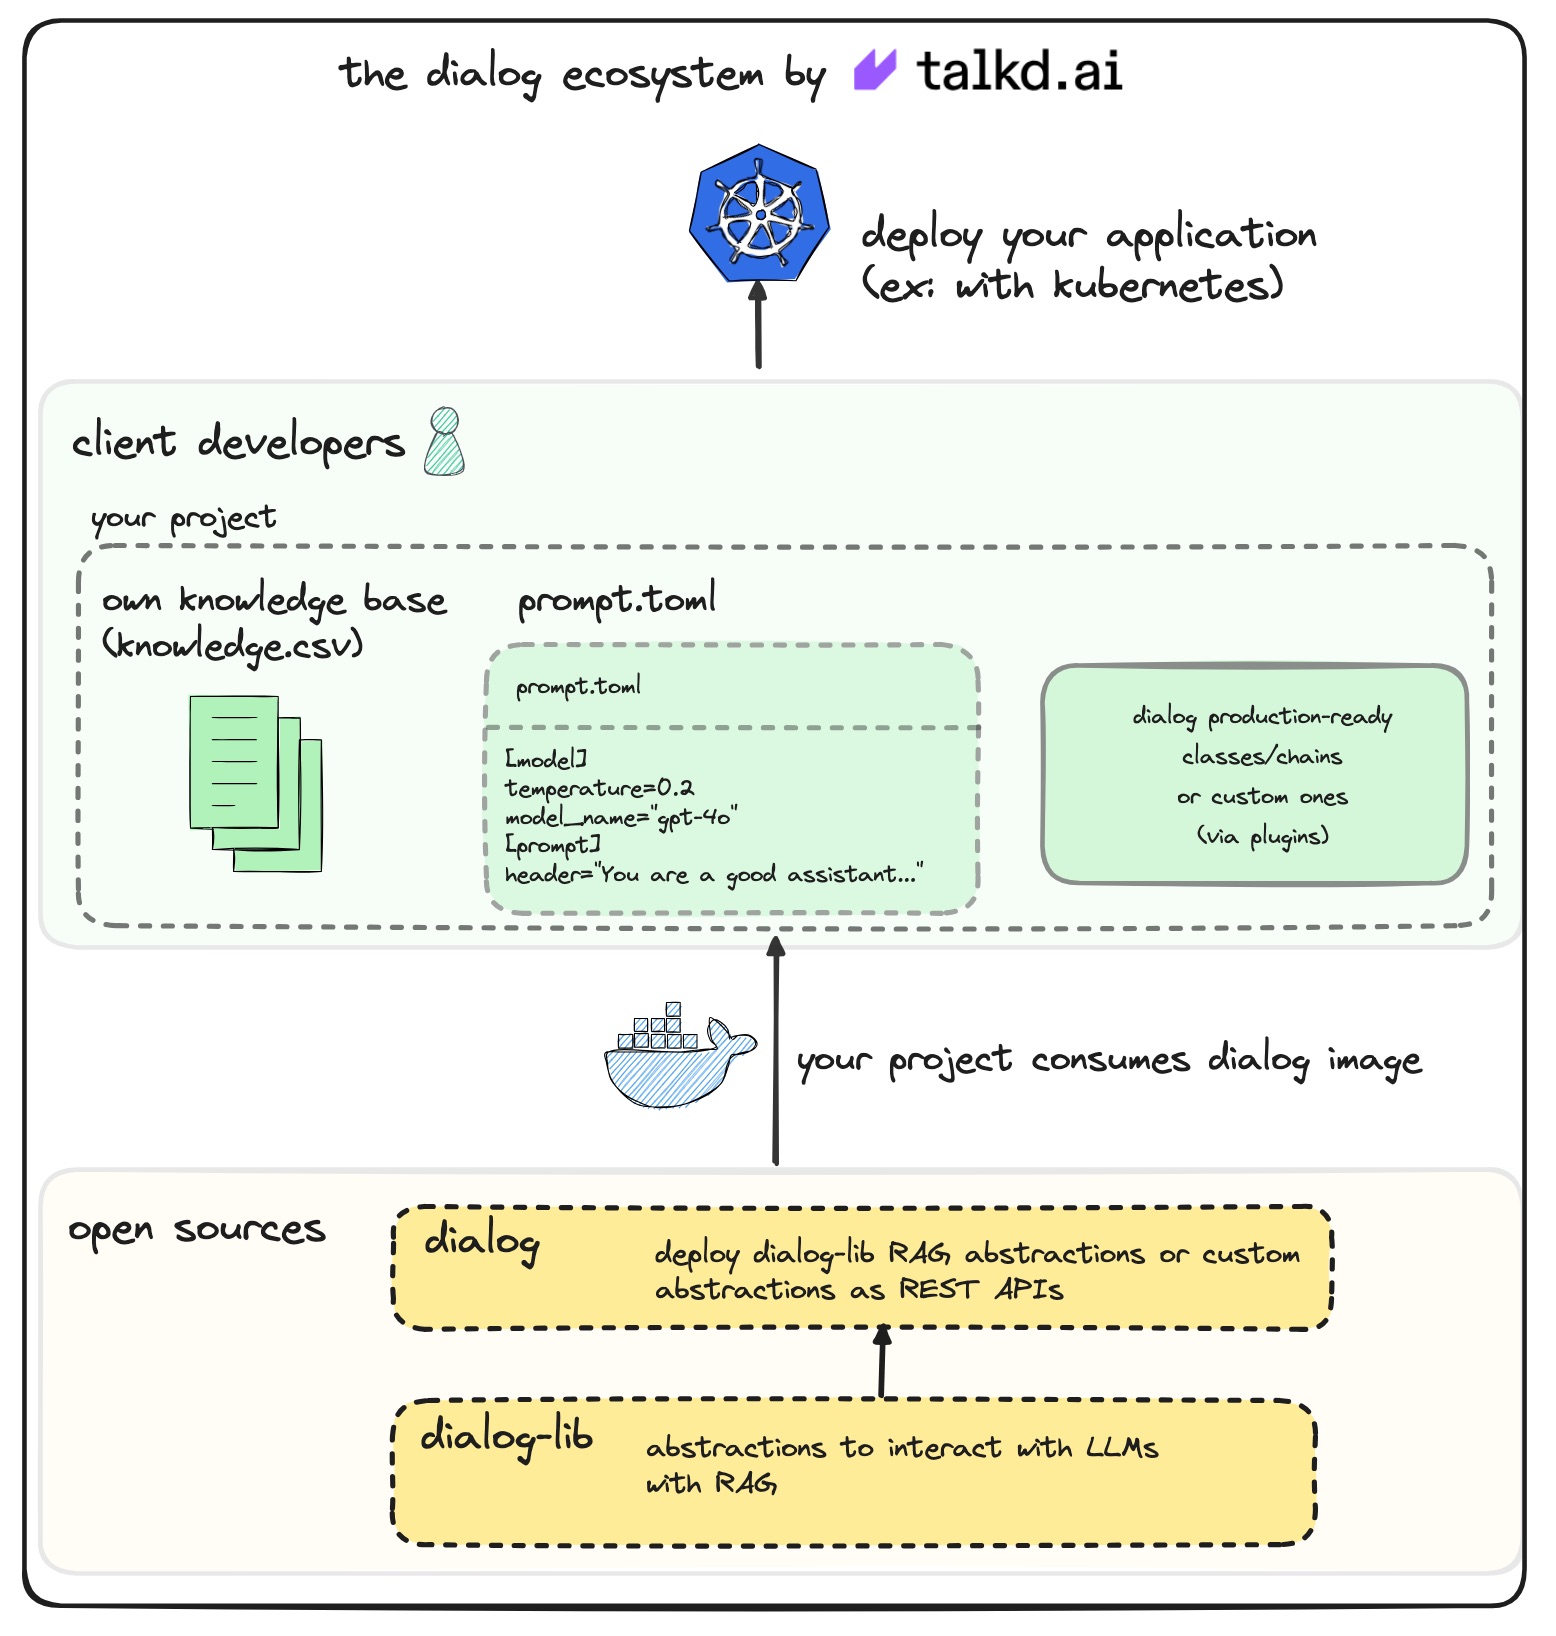 the dialog ecosystem by talkd.ai
deploy your application
(ex: with kubernetes)
client developers
your project
own knowledge base
(knowledge.csv)
prompt.toml
prompt.toml
[model]
temperature=0.2
model_name="gpt-4o"
[prompt]
header="You are a good assistant..."
dialog production-ready
classes/chains
or custom ones
(via plugins)
your project consumes dialog image
open sources
dialog
deploy dialog-lib RAG abstractions or custom
abstractions as REST APIs
dialog-lib
abstractions to interact with LLMs
with RAG